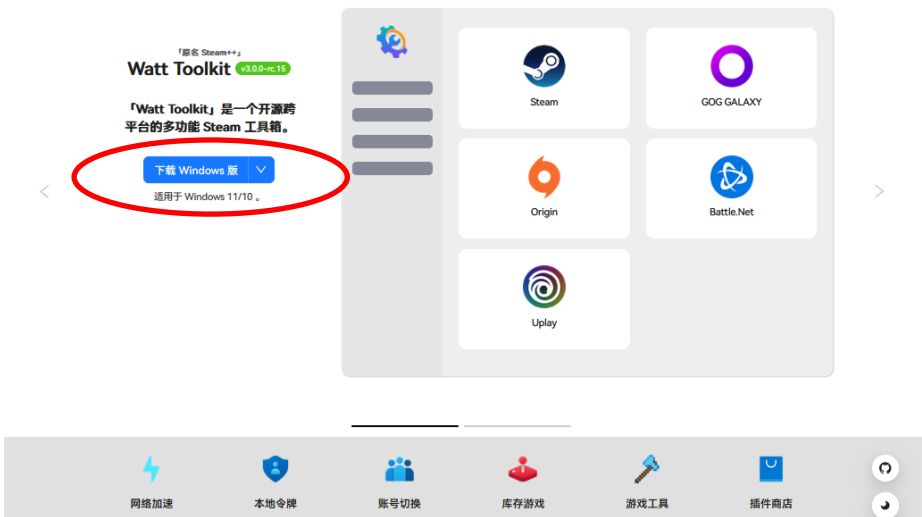 「原名 Steam++」
Watt Toolkit v3.0.0-rc.15
「Watt Toolkit」是一个开源跨
平台的多功能 Steam 工具箱。
下载 Windows 版
适用于 Windows 11/10 。
Steam
GOG GALAXY
Origin
Battle.Net
Uplay
网络加速
本地令牌
账号切换
库存游戏
游戏工具
插件商店